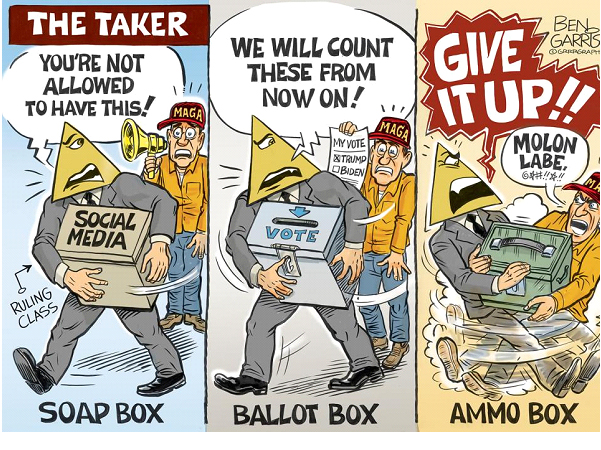 THE TAKER
YOU'RE NOT
ALLOWED
TO HAVE THIS!
MAGA
SOCIAL
MEDIA
RULING
CLASS
SOAP BOX
WE WILL COUNT
THESE FROM
NOW ON!
MAGA
MY VOTE
☒TRUMP
☐BIDEN
VOTE
BALLOT BOX
BEN
GIVE
IT UP!!
MOLON
LABE.
MAGA
AMMO BOX